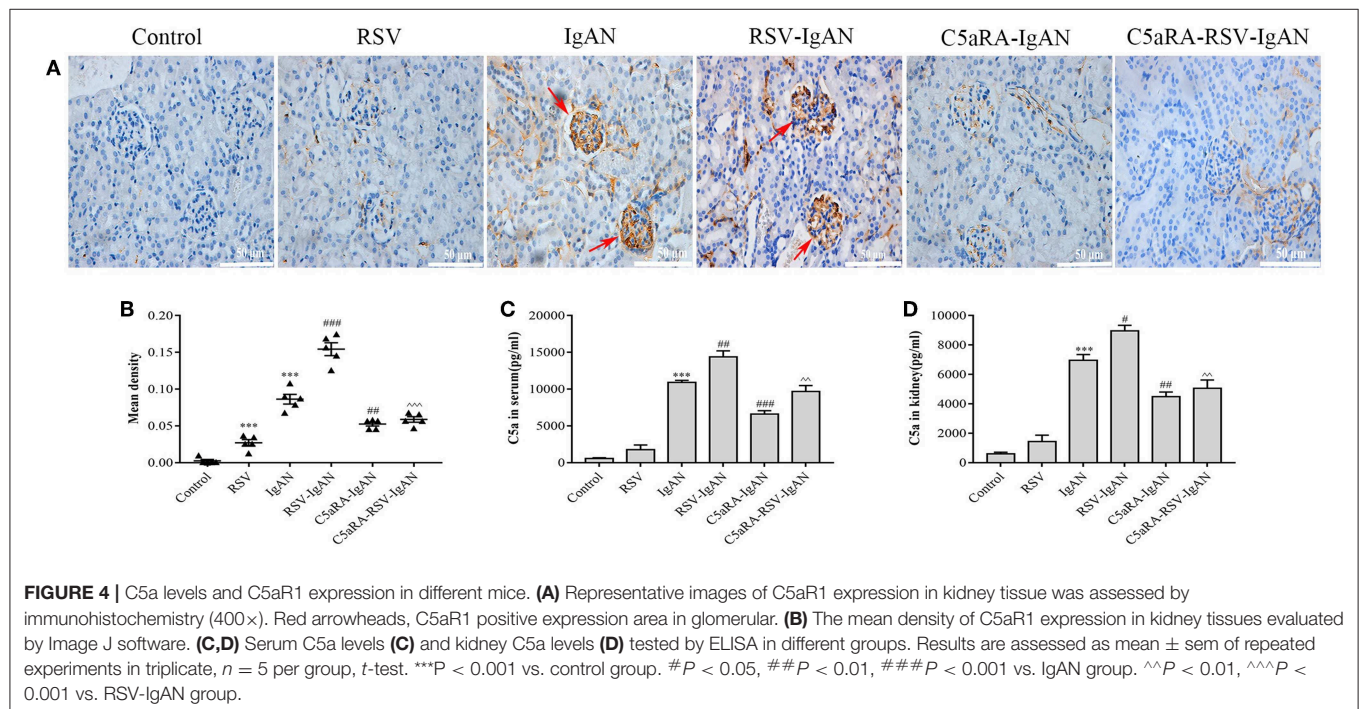 Control RSV IgAN RSV-IgAN C5aRA-IgAN C5aRA-RSV-IgAN
A
50 μm 50 μm 50 μm 50 μm 50 μm 50 μm
B
Mean density
0.20
0.15
0.10
0.05
0.00
***
***
###
##
^^^
Control RSV IgAN RSV-IgAN C5aRA-IgAN C5aRA-RSV-IgAN
C
C5a in serum(pg/ml)
20000
15000
10000
5000
0
***
##
###
^^
Control RSV IgAN RSV-IgAN C5aRA-IgAN C5aRA-RSV-IgAN
D
C5a in kidney(pg/ml)
10000
8000
6000
4000
2000
0
***
#
##
^^
Control RSV IgAN RSV-IgAN C5aRA-IgAN C5aRA-RSV-IgAN
FIGURE 4 | C5a levels and C5aR1 expression in different mice. (A) Representative images of C5aR1 expression in kidney tissue was assessed by
immunohistochemistry (400×). Red arrowheads, C5aR1 positive expression area in glomerular. (B) The mean density of C5aR1 expression in kidney tissues evaluated
by Image J software. (C,D) Serum C5a levels (C) and kidney C5a levels (D) tested by ELISA in different groups. Results are assessed as mean ± sem of repeated
experiments in triplicate, n = 5 per group, t-test. ***P < 0.001 vs. control group. #P < 0.05, ##P < 0.01, ###P < 0.001 vs. IgAN group. ^^P < 0.01, ^^^P <
0.001 vs. RSV-IgAN group.